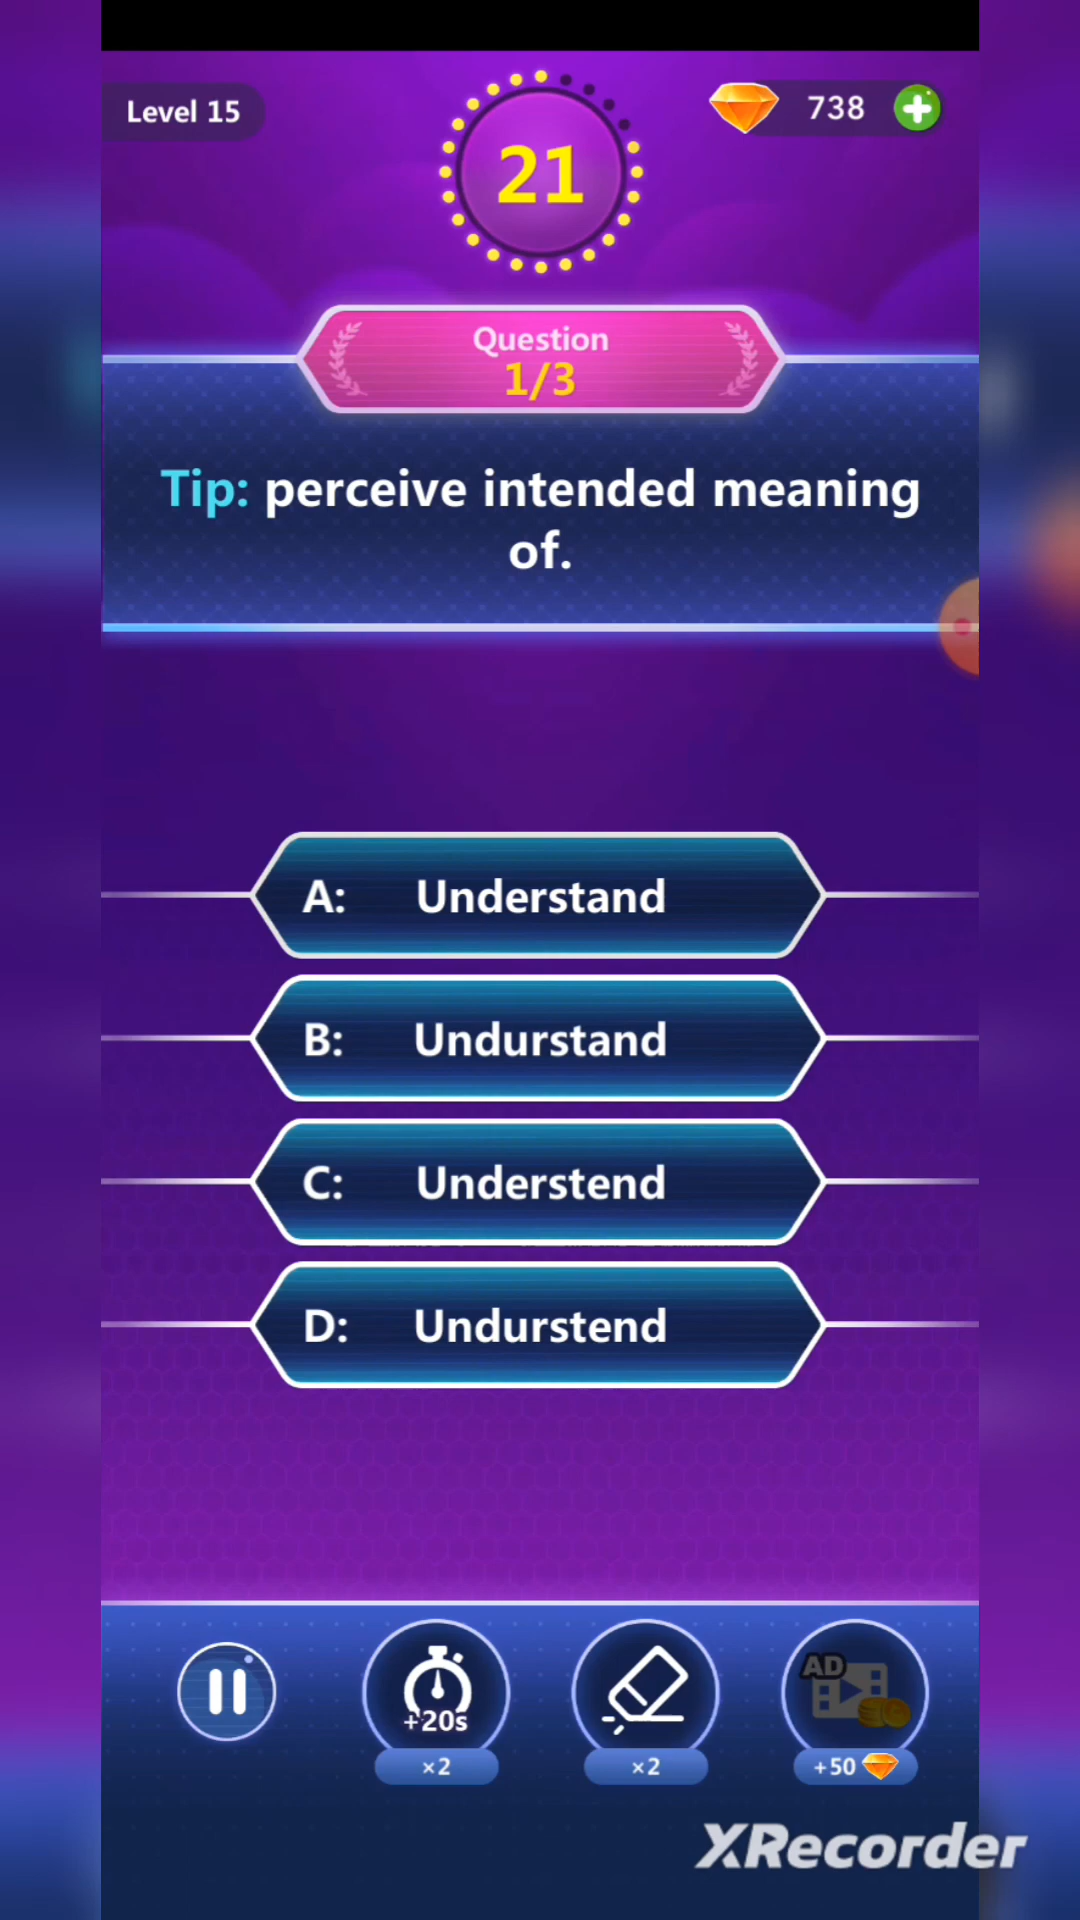 Level 15
21
738
Question
1/3
Tip: perceive intended meaning
of.
A: Understand
B: Undurstand
C: Understend
D: Undurstend
+20s
AD
×2
×2
+50
XRecorder